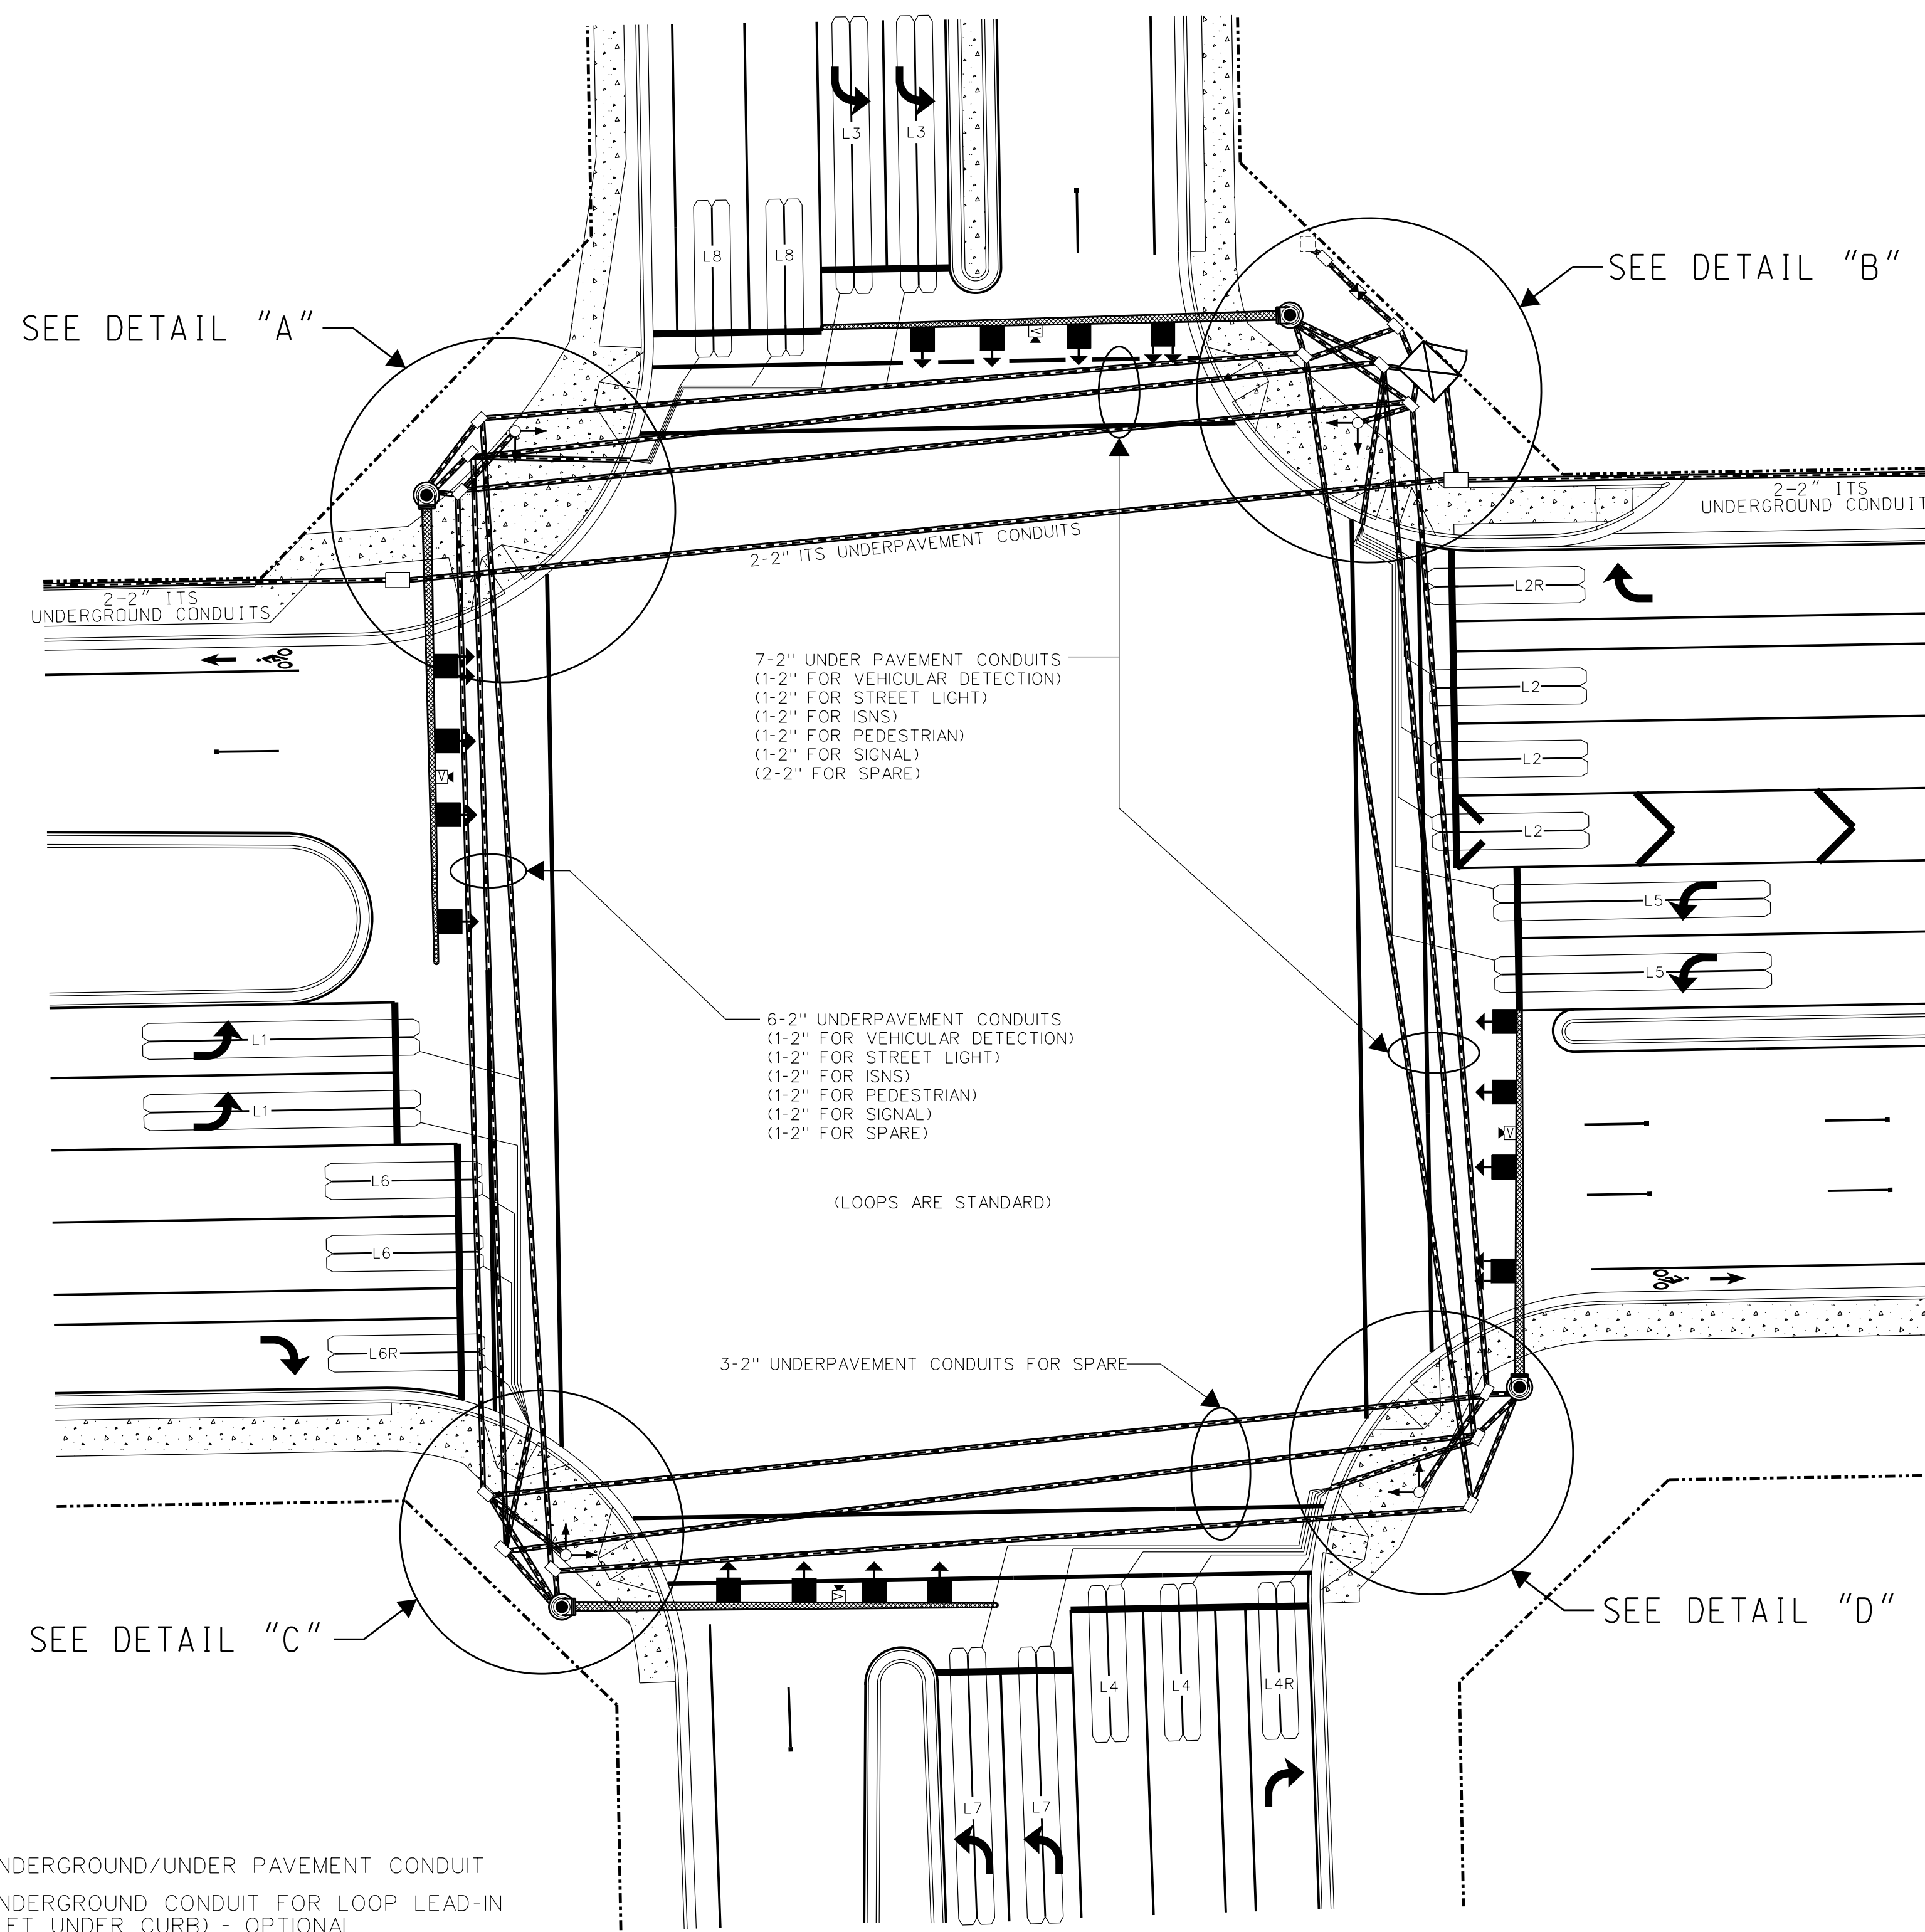 L3
L3
L8
L8
SEE DETAIL "B"
SEE DETAIL "A"
2-2" ITS
UNDERGROUND CONDUIT
2-2" ITS UNDERPAVEMENT CONDUITS
2-2" ITS
UNDERGROUND CONDUITS
L2R
7-2" UNDER PAVEMENT CONDUITS
(1-2" FOR VEHICULAR DETECTION)
(1-2" FOR STREET LIGHT)
(1-2" FOR ISNS)
(1-2" FOR PEDESTRIAN)
(1-2" FOR SIGNAL)
(2-2" FOR SPARE)
L2
L2
L2
V
V
L5
L5
L1
L1
6-2" UNDERPAVEMENT CONDUITS
(1-2" FOR VEHICULAR DETECTION)
(1-2" FOR STREET LIGHT)
(1-2" FOR ISNS)
(1-2" FOR PEDESTRIAN)
(1-2" FOR SIGNAL)
(1-2" FOR SPARE)
V
L6
L6
(LOOPS ARE STANDARD)
L6R
3-2" UNDERPAVEMENT CONDUITS FOR SPARE
V
SEE DETAIL "C"
SEE DETAIL "D"
L4
L4
L4R
L7
L7
NDERGROUND/UNDER PAVEMENT CONDUIT
NDERGROUND CONDUIT FOR LOOP LEAD-IN
FT UNDER CURB) - OPTIONAL